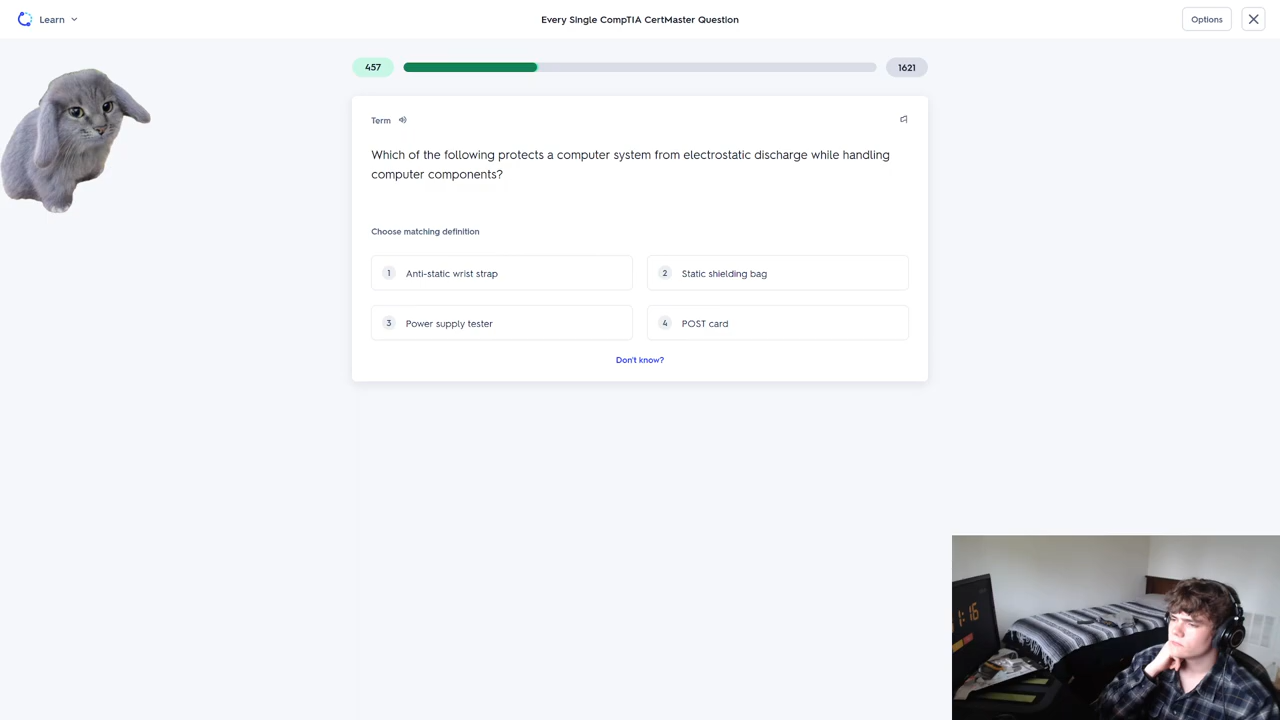 Learn
Every Single CompTIA CertMaster Question
Options
457
1621
Term
Which of the following protects a computer system from electrostatic discharge while handling
computer components?
Choose matching definition
1 Anti-static wrist strap
2 Static shielding bag
3 Power supply tester
4 POST card
Don't know?
1:16